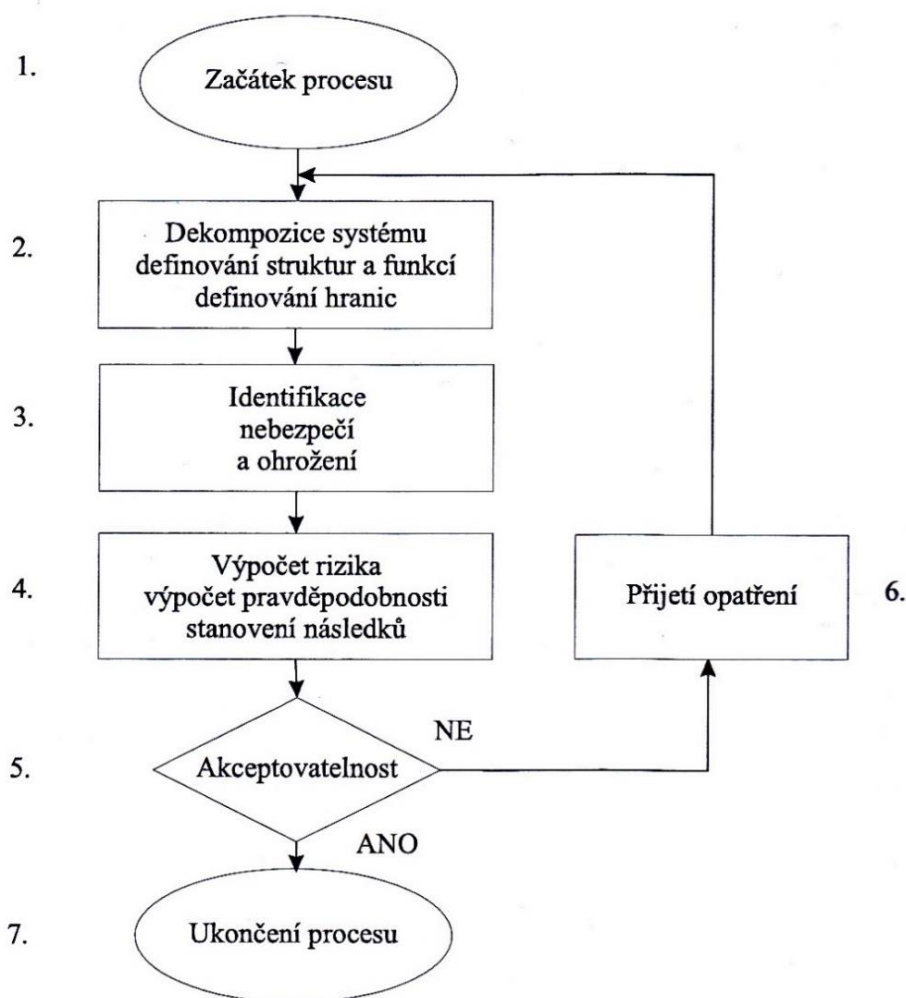 1.
Začátek procesu
2.
Dekompozice systému
definování struktur a funkcí
definování hranic
3.
Identifikace
nebezpečí
a ohrožení
4.
Výpočet rizika
výpočet pravděpodobnosti
stanovení následků
Přijetí opatření
6.
NE
5.
Akceptovatelnost
ANO
7.
Ukončení procesu